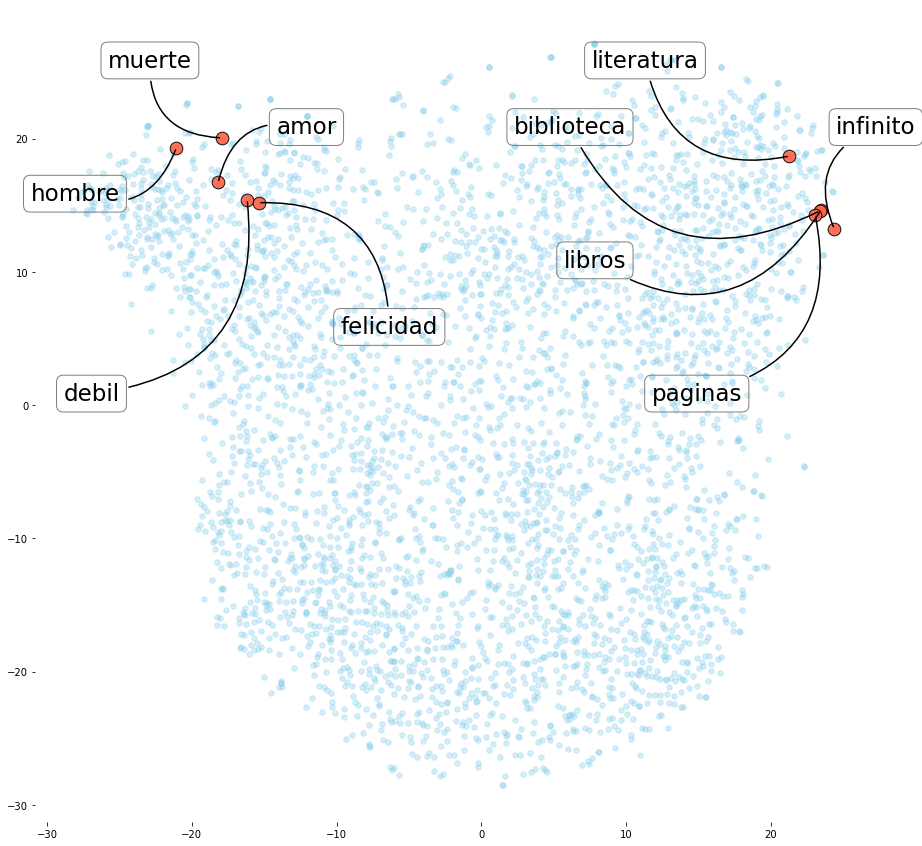 muerte
literatura
amor
biblioteca
infinito
hombre
libros
felicidad
debil
paginas
20
10
0
−10
−20
−30
−30
−20
−10
0
10
20